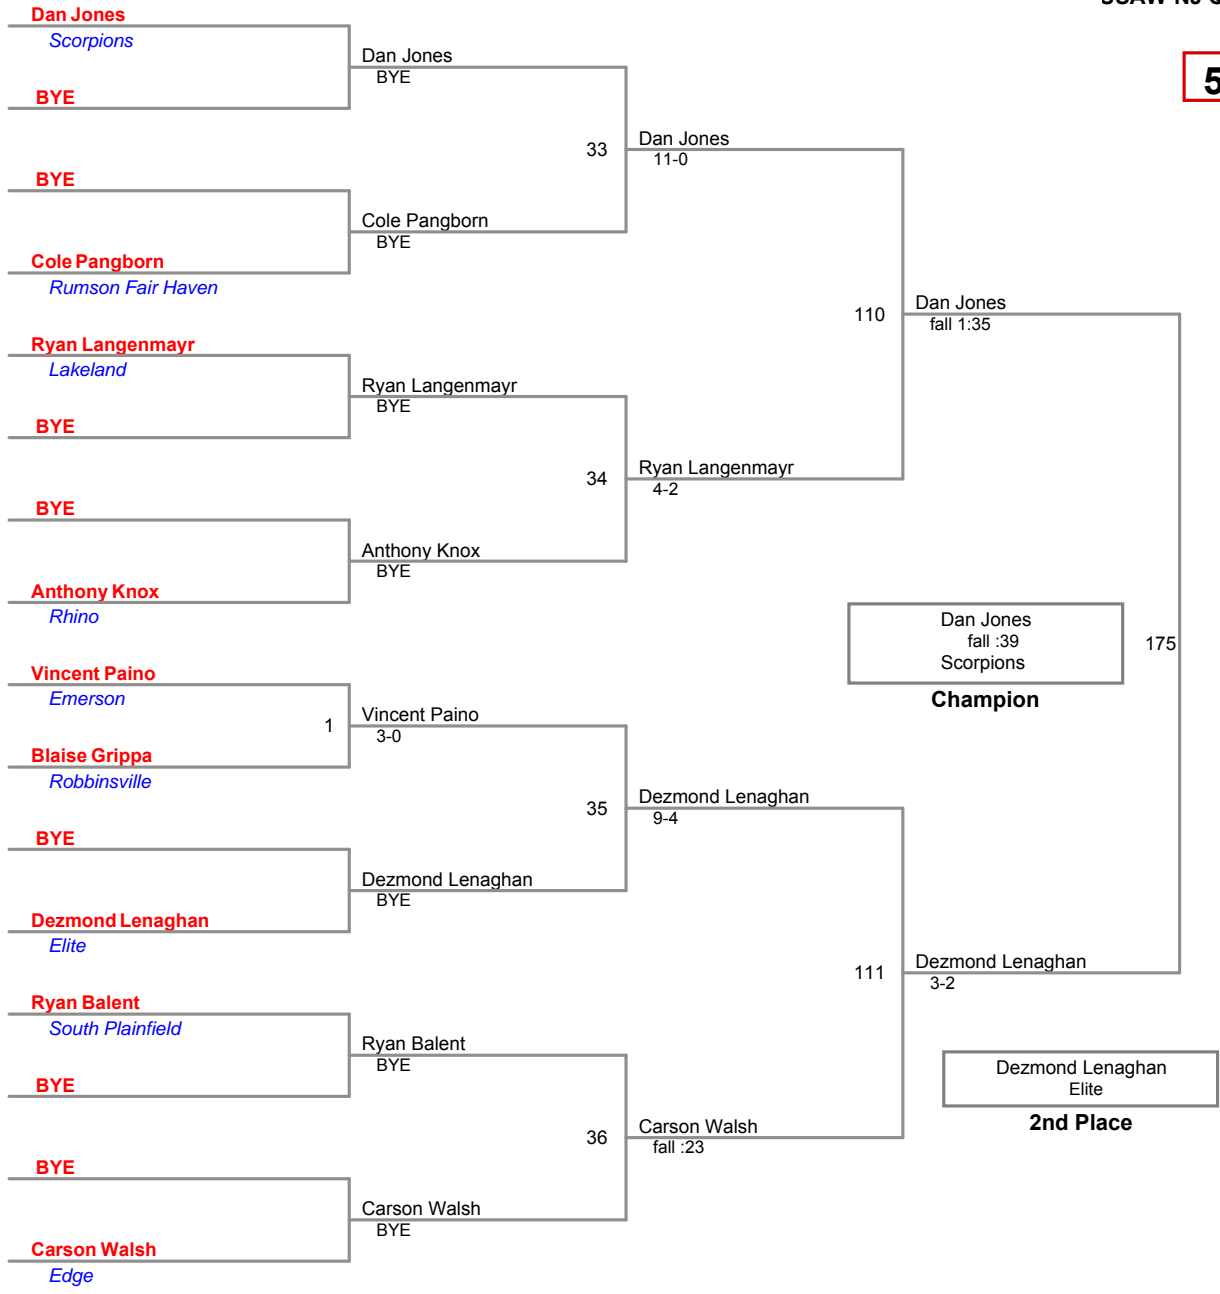 Dan Jones
Scorpions
BYE
BYE
Cole Pangborn
Rumson Fair Haven
Ryan Langenmayr
Lakeland
BYE
BYE
Anthony Knox
Rhino
Vincent Paino
Emerson
1
Blaise Grippa
Robbinsville
BYE
Dezmond Lenaghan
Elite
Ryan Balent
South Plainfield
BYE
BYE
Carson Walsh
Edge
Dan Jones
BYE
33
Cole Pangborn
BYE
Ryan Langenmayr
BYE
34
Anthony Knox
BYE
Vincent Paino
3-0
35
Dezmond Lenaghan
BYE
Ryan Balent
BYE
36
Carson Walsh
BYE
Dan Jones
11-0
110
Ryan Langenmayr
4-2
Dezmond Lenaghan
9-4
111
Carson Walsh
fall :23
Dan Jones
fall 1:35
175
Dezmond Lenaghan
3-2
Dan Jones
fall :39
Scorpions
Champion
Dezmond Lenaghan
Elite
2nd Place
5